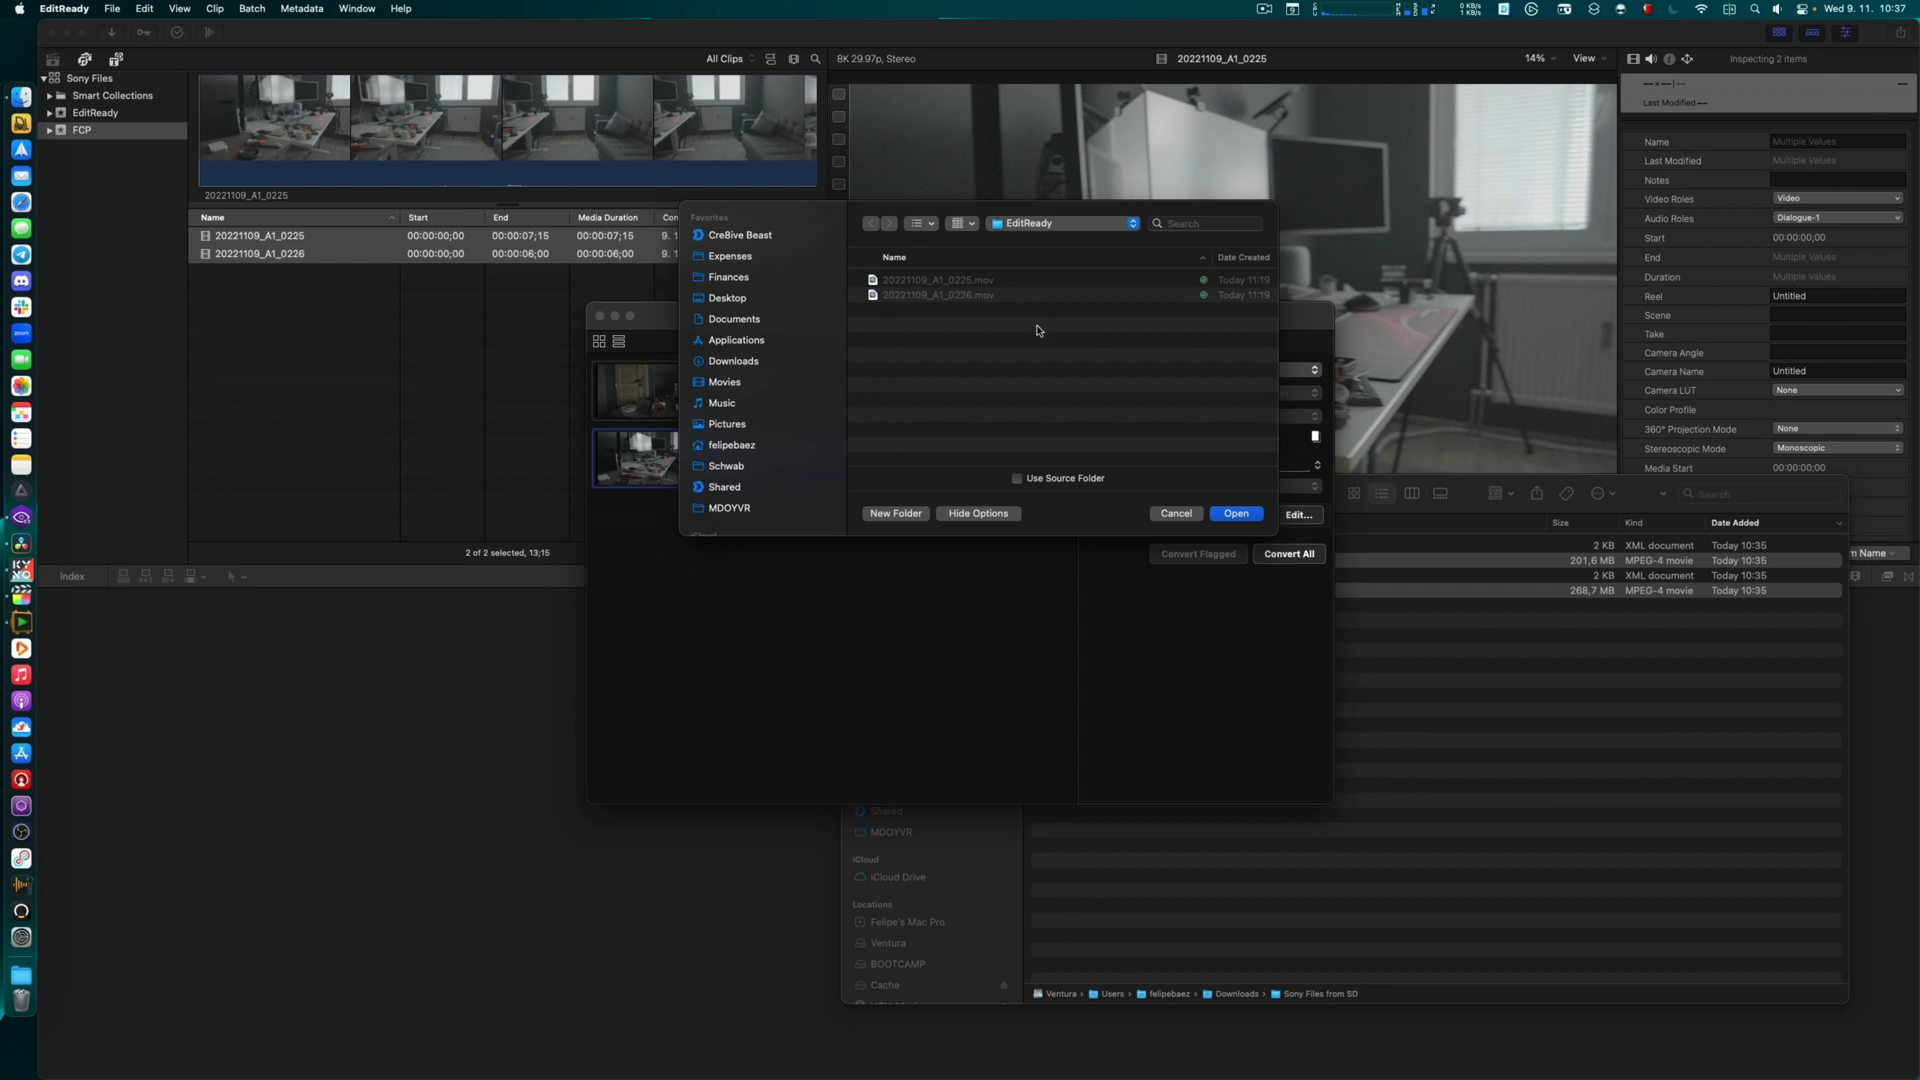 EditReady File Edit View Clip Batch Metadata Window Help
0 KB/s
1 KB/s
Wed 9. 11. 10:37
Sony Files
Smart Collections
EditReady
FCP
All Clips
20221109_A1_0225
Name Start End Media Duration
20221109_A1_0225 00:00:00;00 00:00:07;15 00:00:07;15 9. 1
20221109_A1_0226 00:00:00;00 00:00:06;00 00:00:06;00 9. 1
2 of 2 selected, 13;15
Index
8K 29.97p, Stereo
20221109_A1_0225
14% View
Inspecting 2 items
Last Modified
Name Multiple Values
Last Modified Multiple Values
Notes
Video Roles Video
Audio Roles Dialogue-1
Start 00:00:00;00
End Multiple Values
Duration Multiple Values
Reel Untitled
Scene
Take
Camera Angle
Camera Name Untitled
Camera LUT None
Color Profile
360° Projection Mode None
Stereoscopic Mode Monoscopic
Media Start 00:00:00;00
Favorites
Cre8ive Beast
Expenses
Finances
Desktop
Documents
Applications
Downloads
Movies
Music
Pictures
felipebaez
Schwab
Shared
MDOYVR
EditReady
Search
Name Date Created
20221109_A1_0225.mov Today 11:19
20221109_A1_0226.mov Today 11:19
Use Source Folder
New Folder Hide Options Cancel Open
Edit...
Convert Flagged Convert All
Search
Size Kind Date Added
2 KB XML document Today 10:35
201,6 MB MPEG-4 movie Today 10:35
2 KB XML document Today 10:35
268,7 MB MPEG-4 movie Today 10:35
m Name
Shared
MDOYVR
iCloud
iCloud Drive
Locations
Felipe's Mac Pro
Ventura
BOOTCAMP
Cache
Ventura › Users › felipebaez › Downloads › Sony Files from SD
zoom
KY
NO